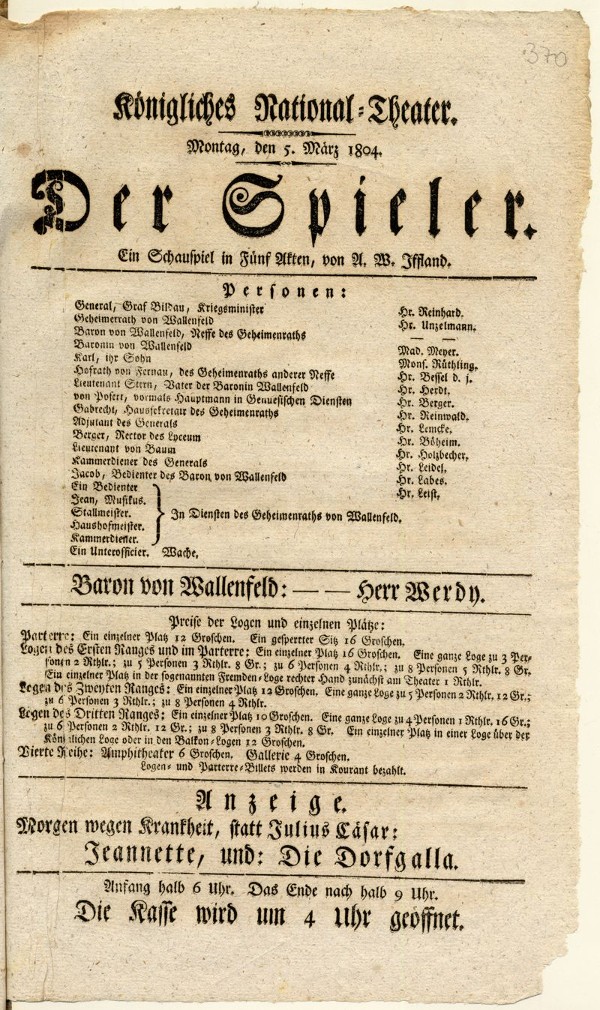 370
Königliches National-Theater.
Montag, den 5. März 1804.
Der Spieler.
Ein Schauspiel in Fünf Akten, von A. W. Iffland.
Personen:
General, Graf Bildau, Kriegsminister Hr. Reinhard.
Geheimerrath von Wallenfeld Hr. Unzelmann.
Baron von Wallenfeld, Neffe des Geheimenraths — —
Baronin von Wallenfeld Mad. Meyer.
Karl, ihr Sohn Mons. Rüthling.
Hofrath von Fernau, des Geheimenraths anderer Neffe Hr. Bessel d. j.
Lieutenant Stern, Vater der Baronin Wallenfeld Hr. Herdt.
von Posert, vormals Hauptmann in Genuesischen Diensten Hr. Berger.
Gabrecht, Haussekretair des Geheimenraths Hr. Reinwald.
Adjutant des Generals Hr. Lemcke.
Berger, Rector des Lyceum Hr. Böheim.
Lieutenant von Baum Hr. Holzbecher.
Kammerdiener des Generals Hr. Leidel.
Jacob, Bedienter des Baron von Wallenfeld Hr. Labes.
Ein Bedienter Hr. Leist.
Jean, Musikus.
Stallmeister. In Diensten des Geheimenraths von Wallenfeld.
Haushofmeister.
Kammerdiener.
Ein Unterofficier. Wache.
Baron von Wallenfeld: — — Herr Werdy.
Preise der Logen und einzelnen Plätze:
Parterre: Ein einzelner Platz 12 Groschen. Ein gesperrter Sitz 16 Groschen.
Logen des Ersten Ranges und im Parterre: Ein einzelner Platz 16 Groschen. Eine ganze Loge zu 3 Per-
sonen 2 Rthlr.; zu 5 Personen 3 Rthlr. 8 Gr.; zu 6 Personen 4 Rthlr.; zu 8 Personen 5 Rthlr. 8 Gr.
Ein einzelner Platz in der sogenannten Fremden-Loge rechter Hand zunächst am Theater 1 Rthlr.
Logen des Zweyten Ranges: Ein einzelner Platz 12 Groschen. Eine ganze Loge zu 5 Personen 2 Rthlr. 12 Gr.;
zu 6 Personen 3 Rthlr.; zu 8 Personen 4 Rthlr.
Logen des Dritten Ranges: Ein einzelner Platz 10 Groschen. Eine ganze Loge zu 4 Personen 1 Rthlr. 16 Gr.;
zu 6 Personen 2 Rthlr. 12 Gr.; zu 8 Personen 3 Rthlr. 8 Gr. Ein einzelner Platz in einer Loge über der
Königlichen Loge oder in den Balkon-Logen 12 Groschen.
Vierte Reihe: Amphitheater 6 Groschen. Gallerie 4 Groschen.
Logen- und Parterre-Billets werden in Kourant bezahlt.
Anzeige.
Morgen wegen Krankheit, statt Julius Cäsar:
Jeannette, und: Die Dorfgalla.
Anfang halb 6 Uhr. Das Ende nach halb 9 Uhr.
Die Kasse wird um 4 Uhr geöffnet.